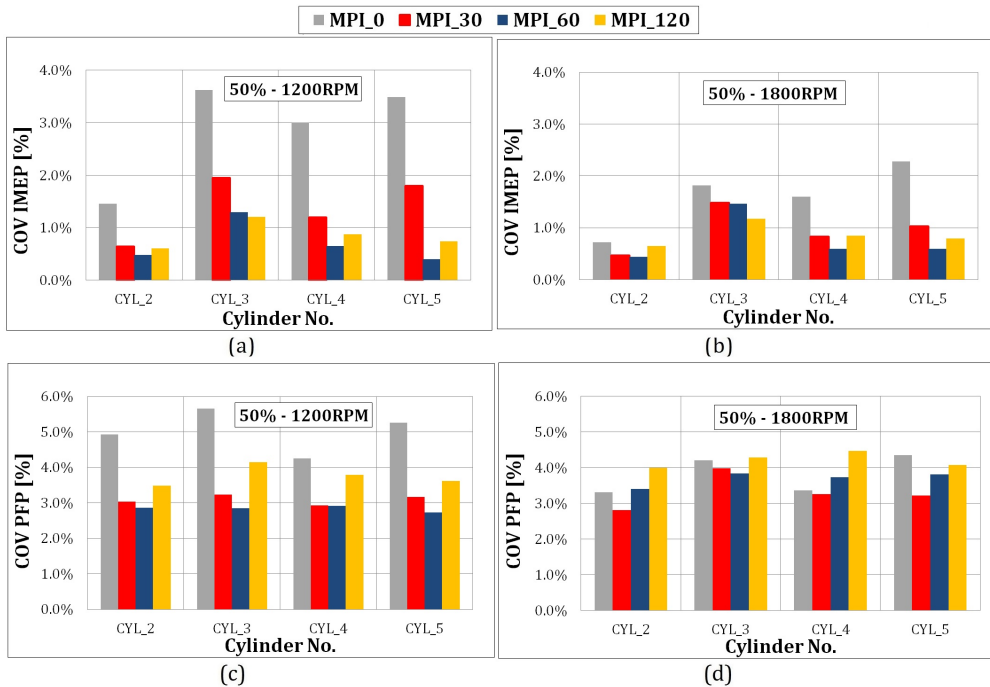 MPI_0 MPI_30 MPI_60 MPI_120
50% - 1200RPM
COV IMEP [%]
4.0%
3.0%
2.0%
1.0%
0.0%
CYL_2 CYL_3 CYL_4 CYL_5
Cylinder No.
(a)
50% - 1800RPM
COV IMEP [%]
4.0%
3.0%
2.0%
1.0%
0.0%
CYL_2 CYL_3 CYL_4 CYL_5
Cylinder No.
(b)
50% - 1200RPM
COV PFP [%]
6.0%
5.0%
4.0%
3.0%
2.0%
1.0%
0.0%
CYL_2 CYL_3 CYL_4 CYL_5
Cylinder No.
(c)
50% - 1800RPM
COV PFP [%]
6.0%
5.0%
4.0%
3.0%
2.0%
1.0%
0.0%
CYL_2 CYL_3 CYL_4 CYL_5
Cylinder No.
(d)